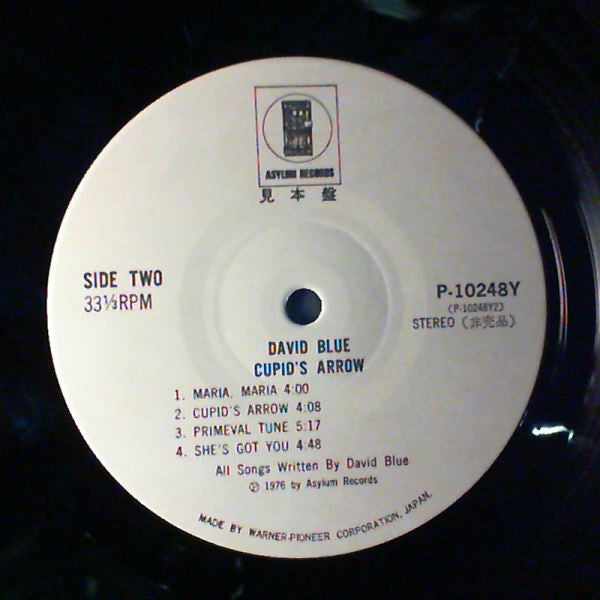 ASYLUM RECORDS
見本盤
SIDE TWO
33⅓RPM
P-10248Y
(P-10248Y2)
STEREO (非売品)
DAVID BLUE
CUPID'S ARROW
1. MARIA, MARIA 4:00
2. CUPID'S ARROW 4:08
3. PRIMEVAL TUNE 5:17
4. SHE'S GOT YOU 4:48
All Songs Written By David Blue
℗ 1976 by Asylum Records
MADE BY WARNER-PIONEER CORPORATION, JAPAN.